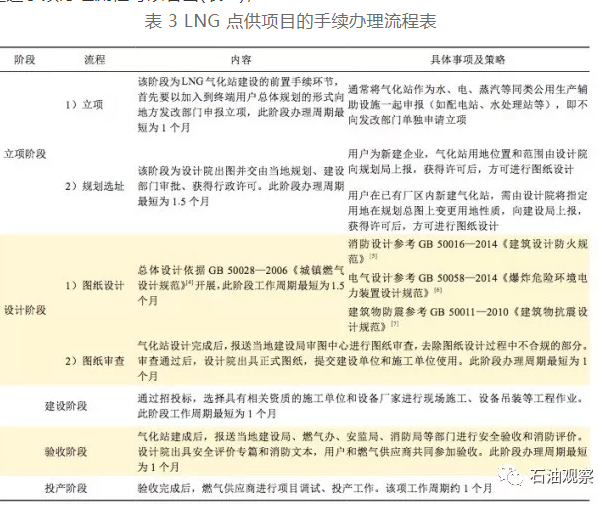 表 3 LNG 点供项目的手续办理流程表
阶段 流程 内容 具体事项及策略
立项阶段
1）立项
该阶段为LNG气化站建设的前置手续环节，
首先要以加入到终端用户总体规划的形式向
地方发改部门申报立项，此阶段办理周期最
短为 1 个月
通常将气化站作为水、电、蒸汽等同类公用生产辅
助设施一起申报（如配电站、水处理站等），即不
向发改部门单独申请立项
2）规划选址
该阶段为设计院出图并交由当地规划、建设
部门审批、获得行政许可。此阶段办理周期
最短为 1.5 个月
用户为新建企业，气化站用地位置和范围由设计院
向规划局上报，获得许可后，方可进行图纸设计
用户在已有厂区内新建气化站，需由设计院将指定
用地在规划总图上变更用地性质，向建设局上报，
获得许可后，方可进行图纸设计
设计阶段
1）图纸设计
总体设计依据 GB 50028—2006《城镇燃气
设计规范》[4]开展，此阶段工作周期最短为1.5
个月
消防设计参考 GB 50016—2014《建筑设计防火规
范》[5]
电气设计参考 GB 50058—2014《爆炸危险环境电
力装置设计规范》[6]
建筑物防震参考 GB 50011—2010《建筑抗震设
计规范》[7]
2）图纸审查
气化站设计完成后，报送当地建设局审图中心进行图纸审查，去除图纸设计过程中不合规的部分。
审查通过后，设计院出具正式图纸，提交建设单位和施工单位使用。此阶段办理周期最短为 1
个月
建设阶段
通过招投标，选择具有相关资质的施工单位和设备厂家进行现场施工、设备吊装等工程作业。
此阶段工作周期最短为 1 个月
验收阶段
气化站建成后，报送当地建设局、燃气办、安监局、消防局等部门进行安全验收和消防评价。
设计院出具安全评价专篇和消防文本，用户和燃气供应商共同参加验收。此阶段办理周期最短
为 1 个月
投产阶段
验收完成后，燃气供应商进行项目调试、投产工作。该项工作周期约 1 个月
石油观察